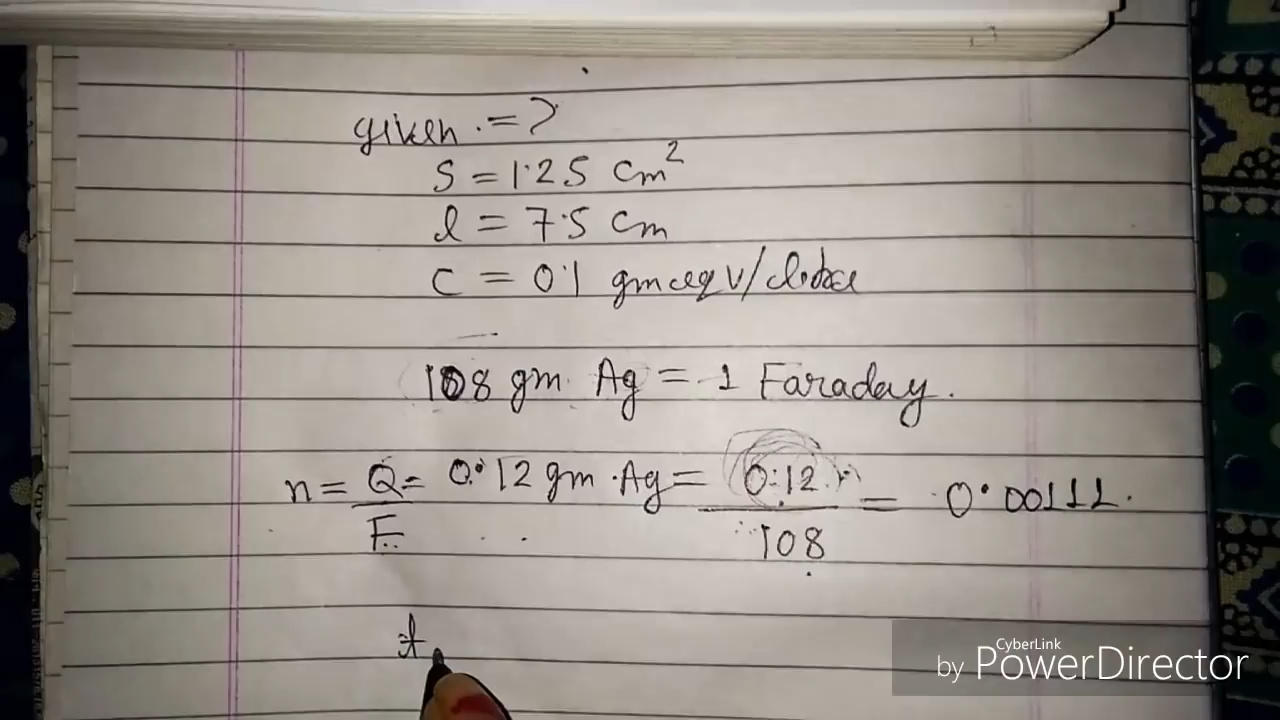 given .=>
S = 1.25 cm²
l = 7.5 cm
C = 0.1 gm eqv/
108 gm Ag = 1 Faraday.
n = Q/F = 0.12 gm Ag = 0.12/108 = 0.00111.
t
CyberLink
by PowerDirector